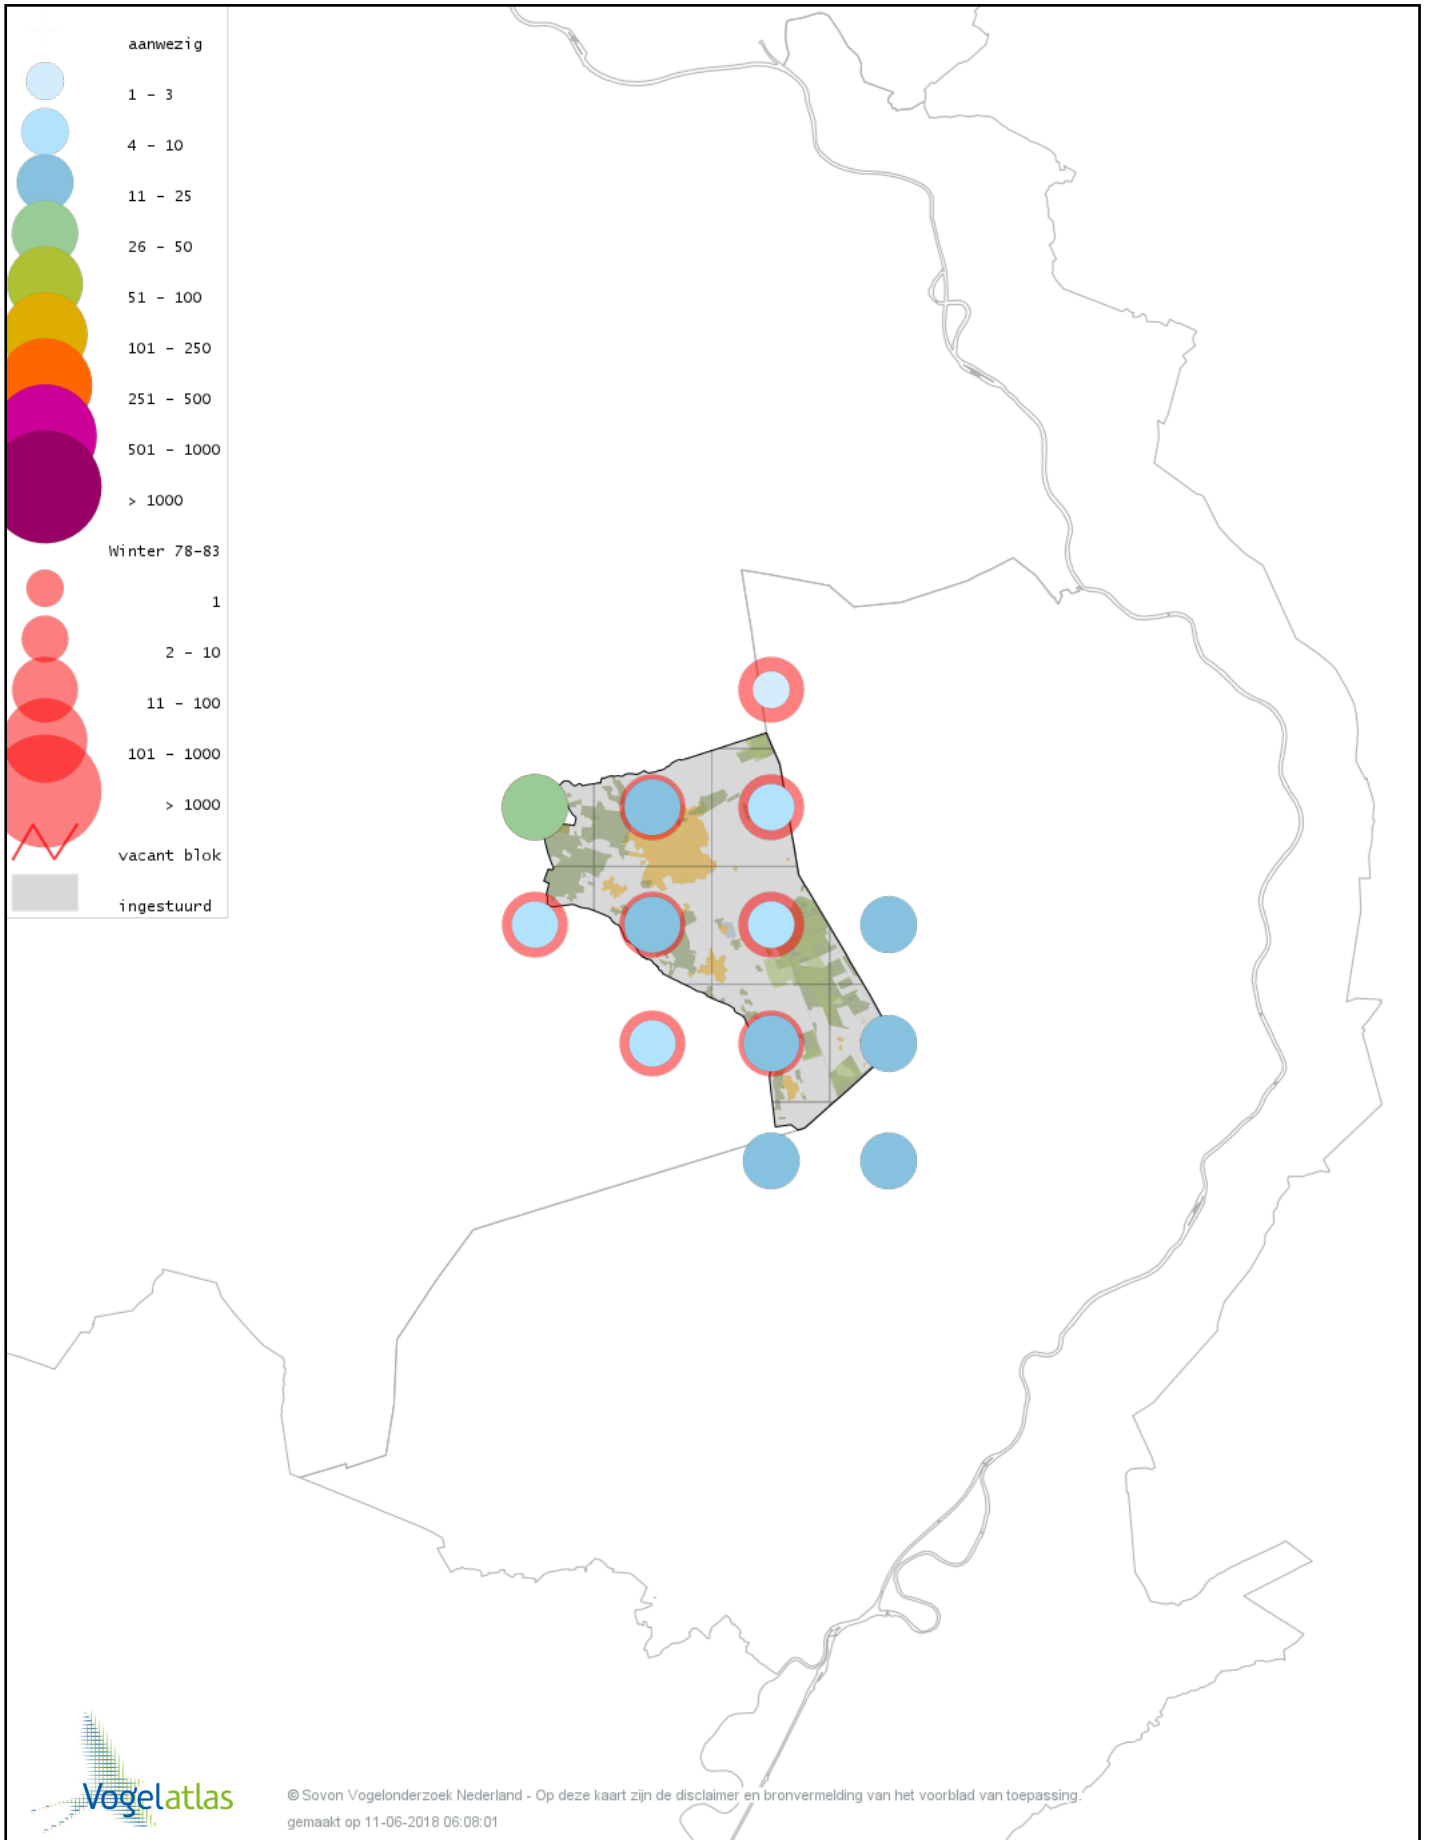 aanwezig
1 – 3
4 – 10
11 – 25
26 – 50
51 – 100
101 – 250
251 – 500
501 – 1000
> 1000
Winter 78–83
1
2 – 10
11 – 100
101 – 1000
> 1000
vacant blok
ingestuurd
Vogelatlas
© Sovon Vogelonderzoek Nederland - Op deze kaart zijn de disclaimer en bronvermelding van het voorblad van toepassing.
gemaakt op 11-06-2018 06:08:01